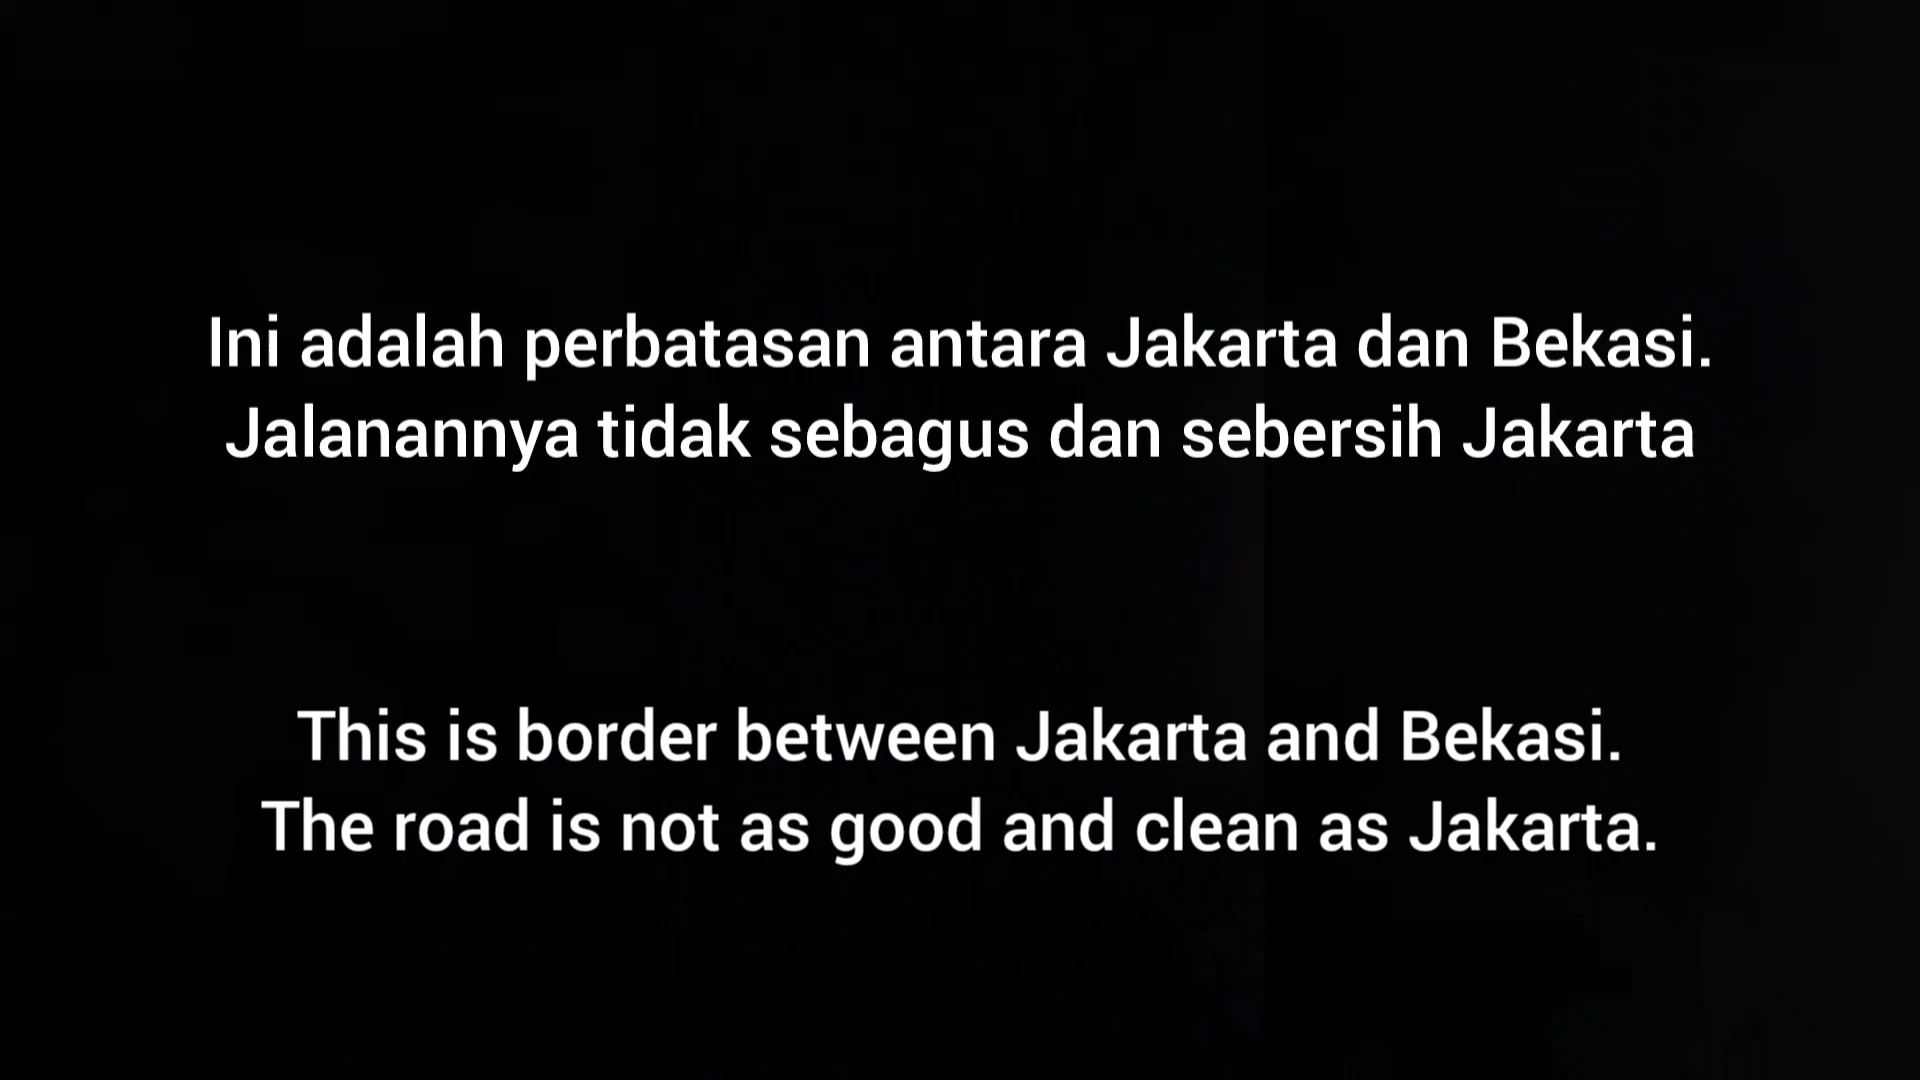 Ini adalah perbatasan antara Jakarta dan Bekasi.
Jalanannya tidak sebagus dan sebersih Jakarta
This is border between Jakarta and Bekasi.
The road is not as good and clean as Jakarta.